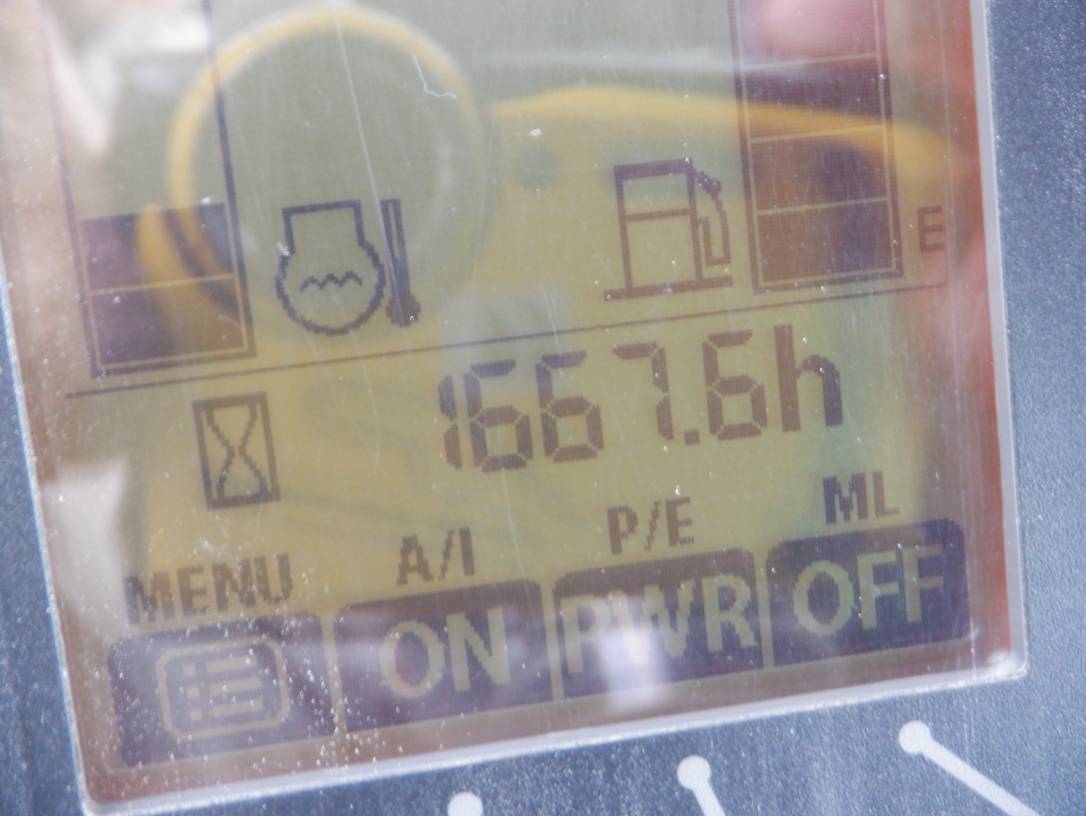 E
1667.6h
MENU A/I P/E ML
ON PWR OFF